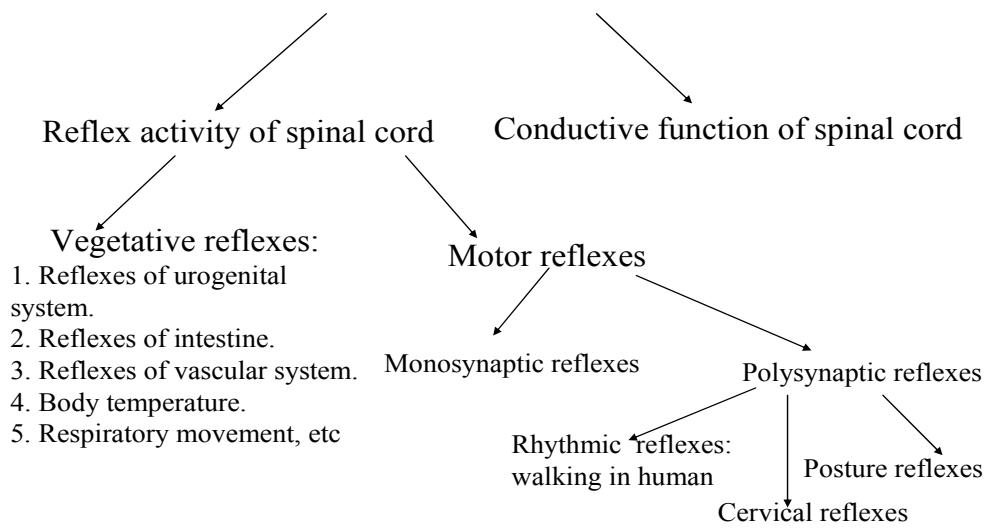 Reflex activity of spinal cord
Conductive function of spinal cord
Vegetative reflexes:
1. Reflexes of urogenital
system.
2. Reflexes of intestine.
3. Reflexes of vascular system.
4. Body temperature.
5. Respiratory movement, etc
Motor reflexes
Monosynaptic reflexes
Polysynaptic reflexes
Rhythmic reflexes:
walking in human
Posture reflexes
Cervical reflexes